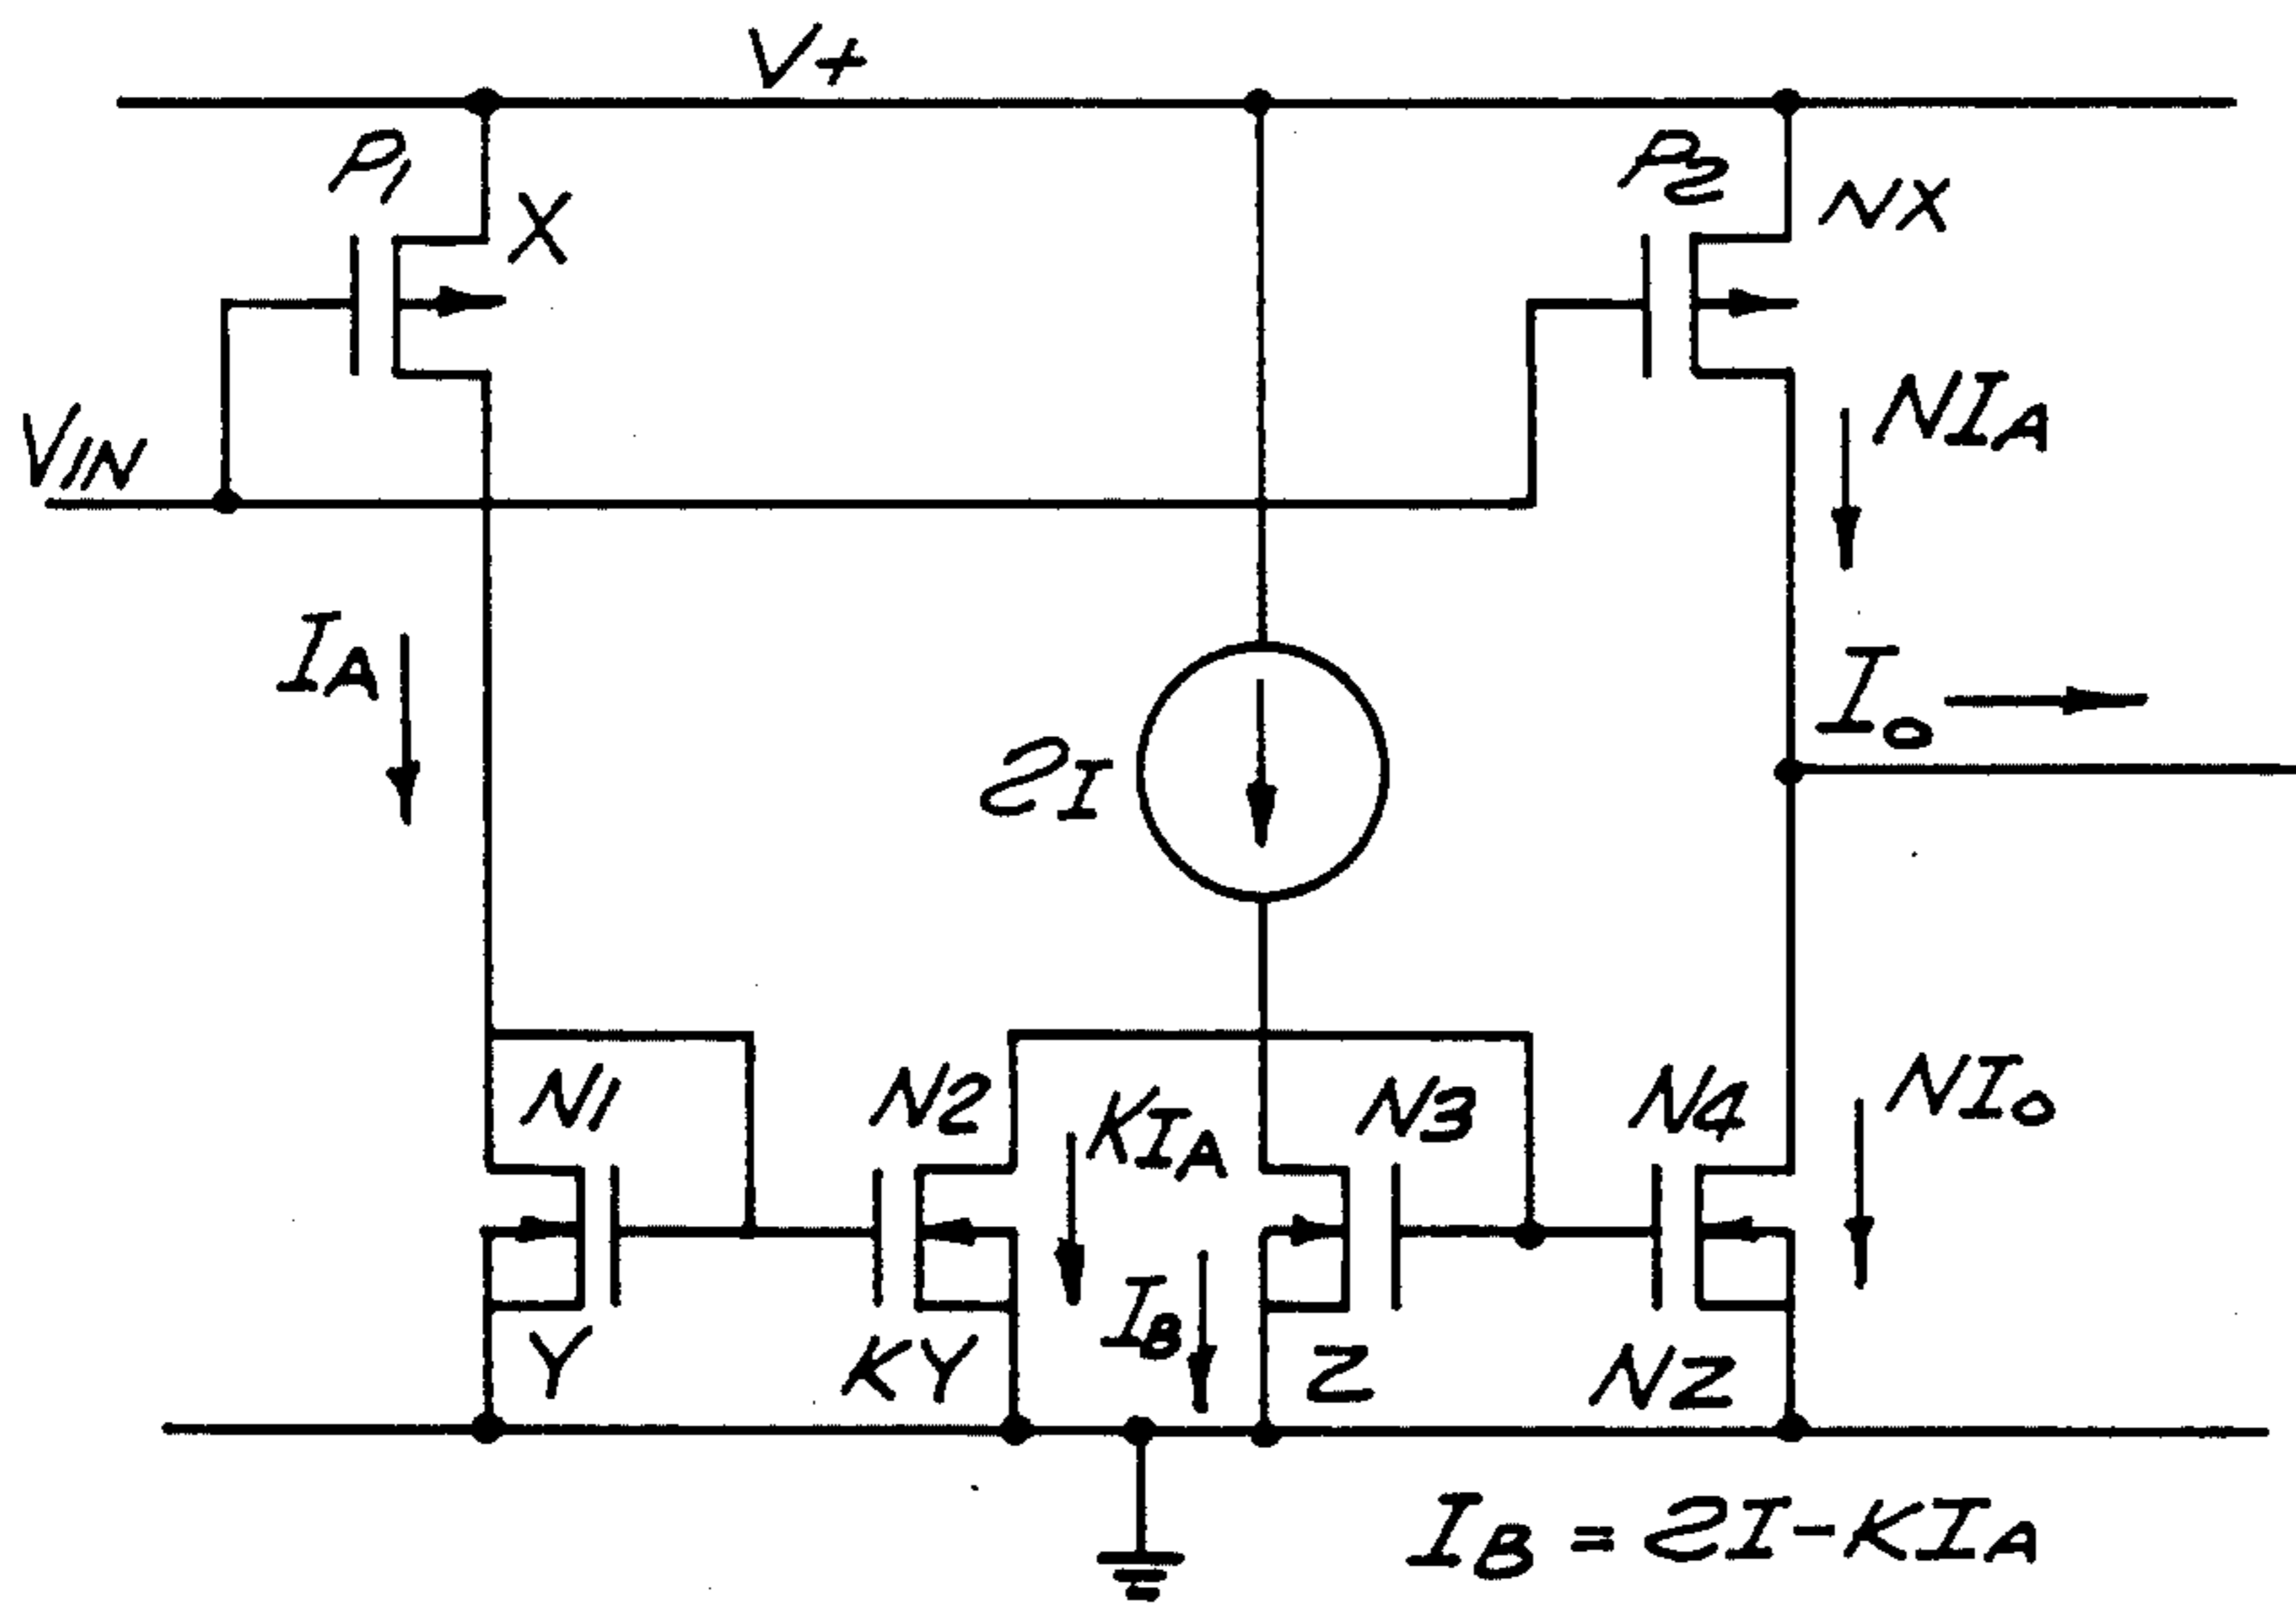 V+
P1
X
P2
NX
VIN
NIA
IA
IO
2I
N1
N2
KIA
N3
N4
NIO
IB
Y
KY
Z
NZ
IB = 2I-KIA